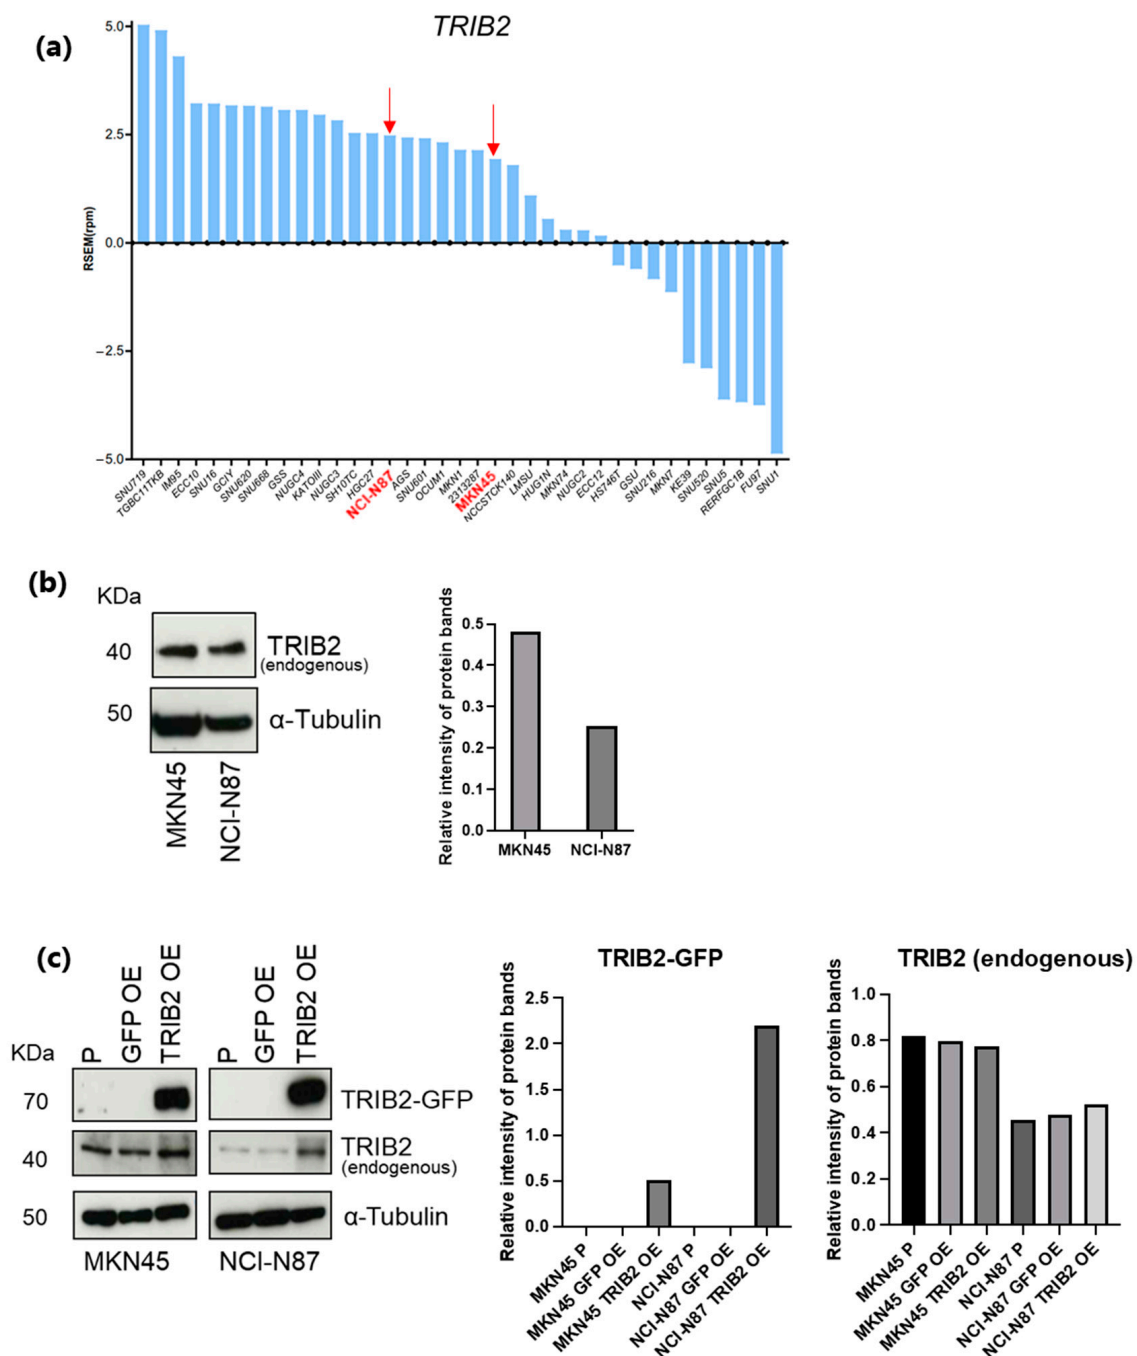 (a)
TRIB2
5.0
2.5
0.0
−2.5
−5.0
RSEM(rpm)
SNU719
TGBC11TKB
IM95
ECC10
SNU16
GCIY
SNU620
SNU668
GSS
NUGC4
KATOIII
NUGC3
SH10TC
HGC27
NCI-N87
AGS
SNU601
OCUM1
MKN1
2313287
MKN45
NCCSTCK140
LMSU
HUG1N
MKN74
NUGC2
ECC12
HS746T
GSU
SNU216
MKN7
KE39
SNU520
SNU5
RERFGC1B
FU97
SNU1
(b)
KDa
40
TRIB2
(endogenous)
50
α-Tubulin
MKN45
NCI-N87
Relative intensity of protein bands
0.5
0.4
0.3
0.2
0.1
0.0
MKN45 NCI-N87
(c)
KDa
P
GFP OE
TRIB2 OE
P
GFP OE
TRIB2 OE
70
TRIB2-GFP
40
TRIB2
(endogenous)
50
α-Tubulin
MKN45 NCI-N87
TRIB2-GFP
Relative intensity of protein bands
2.5
2.0
1.5
1.0
0.5
0.0
MKN45 P
MKN45 GFP OE
MKN45 TRIB2 OE
NCI-N87 P
NCI-N87 GFP OE
NCI-N87 TRIB2 OE
TRIB2 (endogenous)
Relative intensity of protein bands
1.0
0.8
0.6
0.4
0.2
0.0
MKN45 P
MKN45 GFP OE
MKN45 TRIB2 OE
NCI-N87 P
NCI-N87 GFP OE
NCI-N87 TRIB2 OE